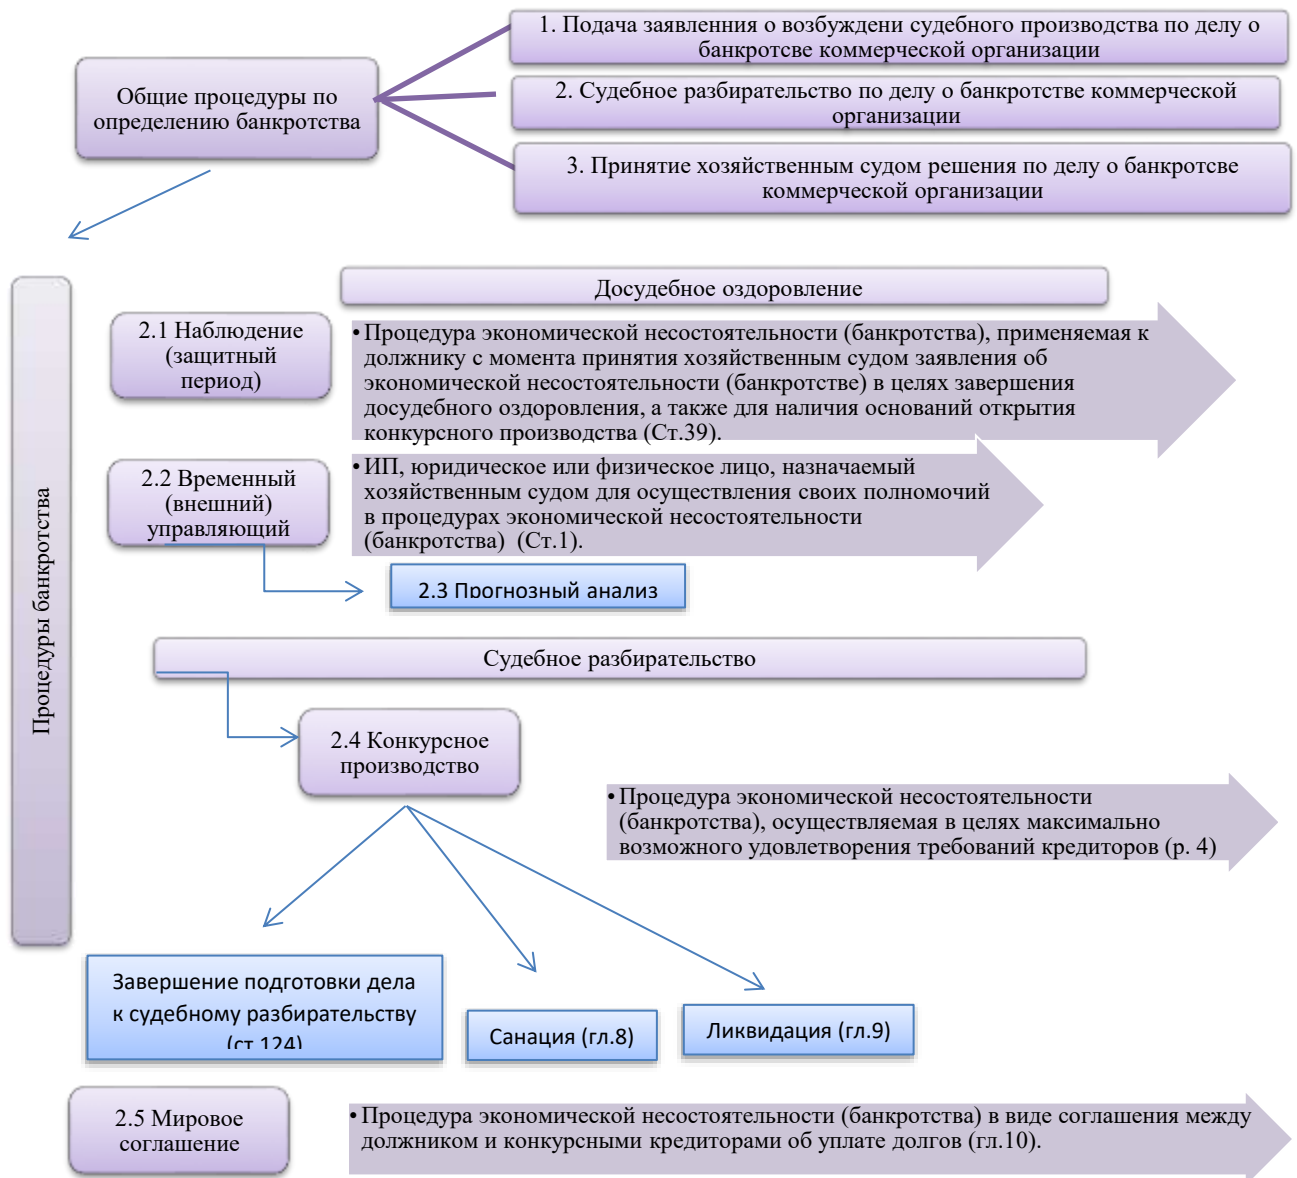 1. Подача заявленния о возбуждени судебного производства по делу о
банкротсве коммерческой организации
Общие процедуры по
определению банкротства
2. Судебное разбирательство по делу о банкротстве коммерческой
организации
3. Принятие хозяйственным судом решения по делу о банкротсве
коммерческой организации
Процедуры банкротства
Досудебное оздоровление
2.1 Наблюдение
(защитный
период)
• Процедура экономической несостоятельности (банкротства), применяемая к
должнику с момента принятия хозяйственным судом заявления об
экономической несостоятельности (банкротстве) в целях завершения
досудебного оздоровления, а также для наличия оснований открытия
конкурсного производства (Ст.39).
2.2 Временный
(внешний)
управляющий
• ИП, юридическое или физическое лицо, назначаемый
хозяйственным судом для осуществления своих полномочий
в процедурах экономической несостоятельности
(банкротства) (Ст.1).
2.3 Прогнозный анализ
Судебное разбирательство
2.4 Конкурсное
производство
• Процедура экономической несостоятельности
(банкротства), осуществляемая в целях максимально
возможного удовлетворения требований кредиторов (р. 4)
Завершение подготовки дела
к судебному разбирательству
(ст.124)
Санация (гл.8)
Ликвидация (гл.9)
2.5 Мировое
соглашение
• Процедура экономической несостоятельности (банкротства) в виде соглашения между
должником и конкурсными кредиторами об уплате долгов (гл.10).